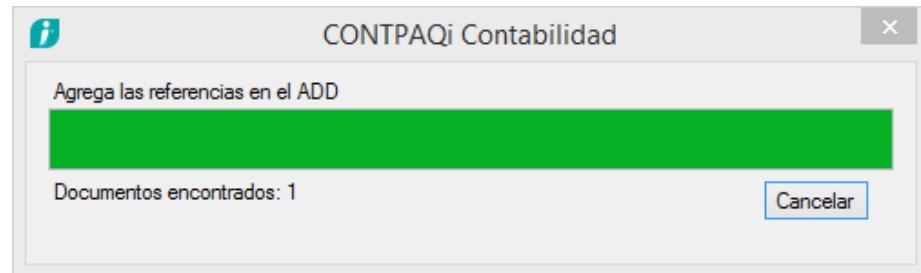 CONTPAQi Contabilidad
Agrega las referencias en el ADD
Documentos encontrados: 1
Cancelar